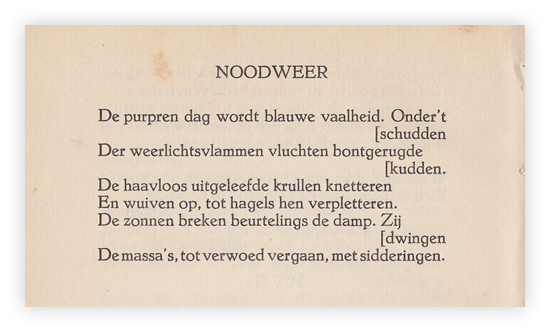 NOODWEER
De purpren dag wordt blauwe vaalheid. Onder't
[schudden
Der weerlichtsvlammen vluchten bontgerugde
[kudden.
De haavloos uitgeleefde krullen knetteren
En wuiven op, tot hagels hen verpletteren.
De zonnen breken beurtelings de damp. Zij
[dwingen
De massa's, tot verwoed vergaan, met sidderingen.